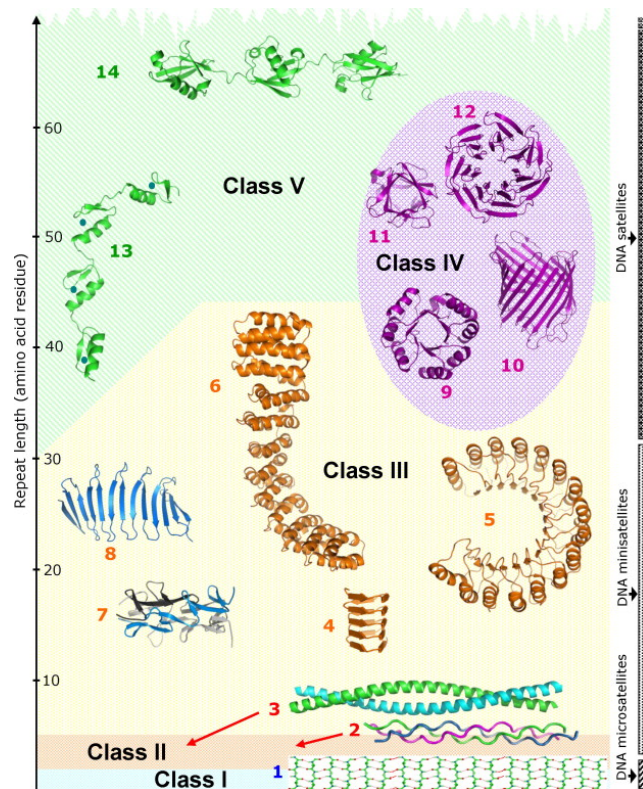 14
60
12
Class V
11
50
DNA satellites
13
Class IV
Repeat length (amino acid residue)
40
6
9
10
30
Class III
8
5
20
7
4
DNA minisatellites
10
3
2
Class II
1
Class I
DNA microsatellites